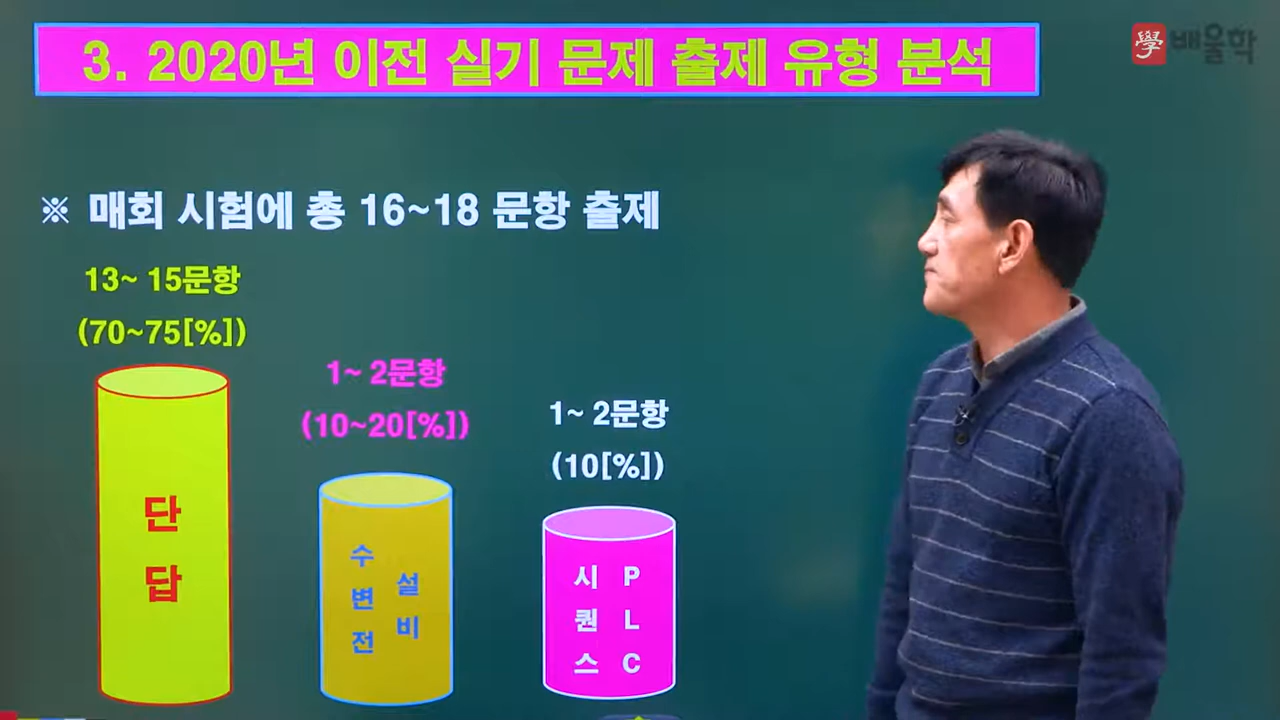 3. 2020년 이전 실기 문제 출제 유형 분석
學 배울학
※ 매회 시험에 총 16~18 문항 출제
13~ 15문항
(70~75[%])
단답
1~ 2문항
(10~20[%])
수변전
설비
1~ 2문항
(10[%])
시퀀스
PLC